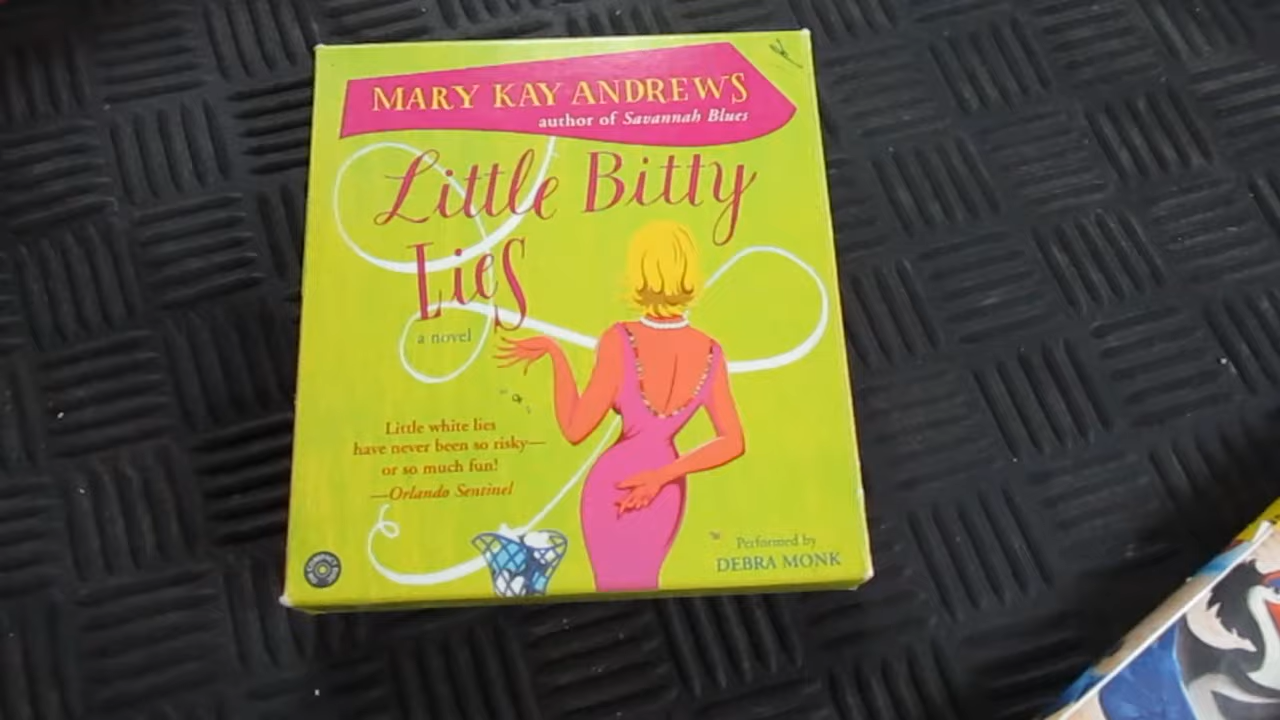 MARY KAY ANDREWS
author of Savannah Blues
Little Bitty
Lies
a novel
Little white lies
have never been so risky—
or so much fun!
—Orlando Sentinel
Performed by
DEBRA MONK